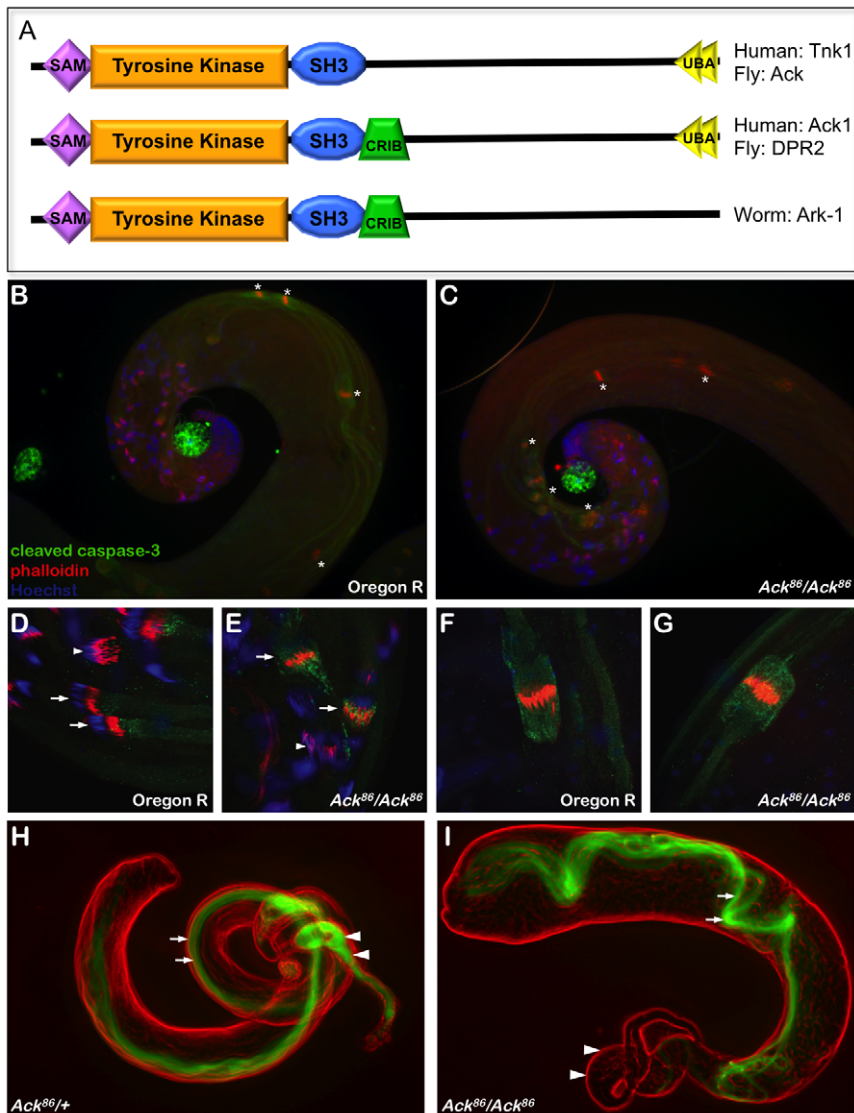 A
SAM Tyrosine Kinase SH3 UBA
Human: Tnk1
Fly: Ack
SAM Tyrosine Kinase SH3 CRIB UBA
Human: Ack1
Fly: DPR2
SAM Tyrosine Kinase SH3 CRIB
Worm: Ark-1
B
* * * *
cleaved caspase-3
phalloidin
Hoechst
Oregon R
C
* * * * *
Ack⁸⁶/Ack⁸⁶
D
Oregon R
E
Ack⁸⁶/Ack⁸⁶
F
Oregon R
G
Ack⁸⁶/Ack⁸⁶
H
Ack⁸⁶/+
I
Ack⁸⁶/Ack⁸⁶